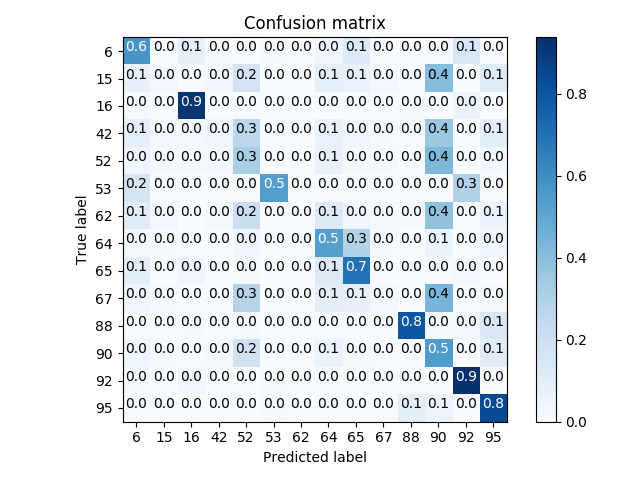 Confusion matrix
6 0.6 0.0 0.1 0.0 0.0 0.0 0.0 0.0 0.1 0.0 0.0 0.0 0.1 0.0
15 0.1 0.0 0.0 0.0 0.2 0.0 0.0 0.1 0.1 0.0 0.0 0.4 0.0 0.1
16 0.0 0.0 0.9 0.0 0.0 0.0 0.0 0.0 0.0 0.0 0.0 0.0 0.0 0.0
42 0.1 0.0 0.0 0.0 0.3 0.0 0.0 0.1 0.0 0.0 0.0 0.4 0.0 0.1
52 0.0 0.0 0.0 0.0 0.3 0.0 0.0 0.1 0.0 0.0 0.0 0.4 0.0 0.0
53 0.2 0.0 0.0 0.0 0.0 0.5 0.0 0.0 0.0 0.0 0.0 0.0 0.3 0.0
62 0.1 0.0 0.0 0.0 0.2 0.0 0.0 0.1 0.0 0.0 0.0 0.4 0.0 0.1
64 0.0 0.0 0.0 0.0 0.0 0.0 0.0 0.5 0.3 0.0 0.0 0.1 0.0 0.0
65 0.1 0.0 0.0 0.0 0.0 0.0 0.0 0.1 0.7 0.0 0.0 0.0 0.0 0.0
67 0.0 0.0 0.0 0.0 0.3 0.0 0.0 0.1 0.1 0.0 0.0 0.4 0.0 0.0
88 0.0 0.0 0.0 0.0 0.0 0.0 0.0 0.0 0.0 0.0 0.8 0.0 0.0 0.1
90 0.0 0.0 0.0 0.0 0.2 0.0 0.0 0.1 0.0 0.0 0.0 0.5 0.0 0.1
92 0.0 0.0 0.0 0.0 0.0 0.0 0.0 0.0 0.0 0.0 0.0 0.0 0.9 0.0
95 0.0 0.0 0.0 0.0 0.0 0.0 0.0 0.0 0.0 0.0 0.1 0.1 0.0 0.8
6 15 16 42 52 53 62 64 65 67 88 90 92 95
Predicted label
True label
0.8
0.6
0.4
0.2
0.0